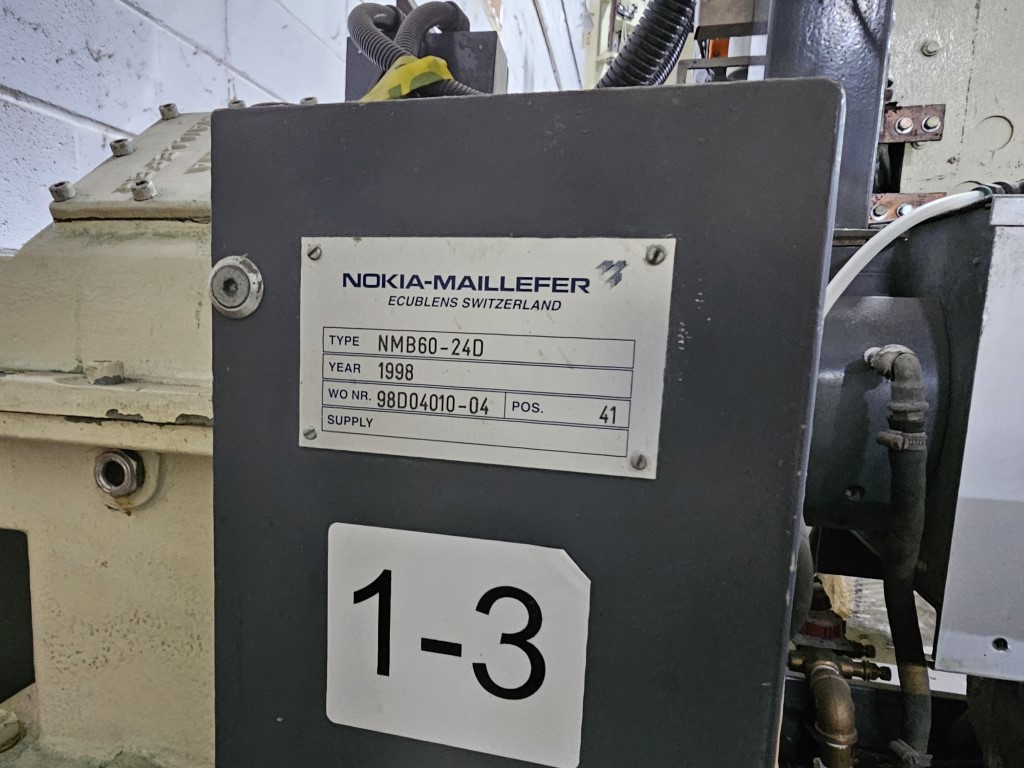 NOKIA-MAILLEFER
ECUBLENS SWITZERLAND
TYPE NMB60-24D
YEAR 1998
WO NR. 98D04010-04 POS. 41
SUPPLY
1-3